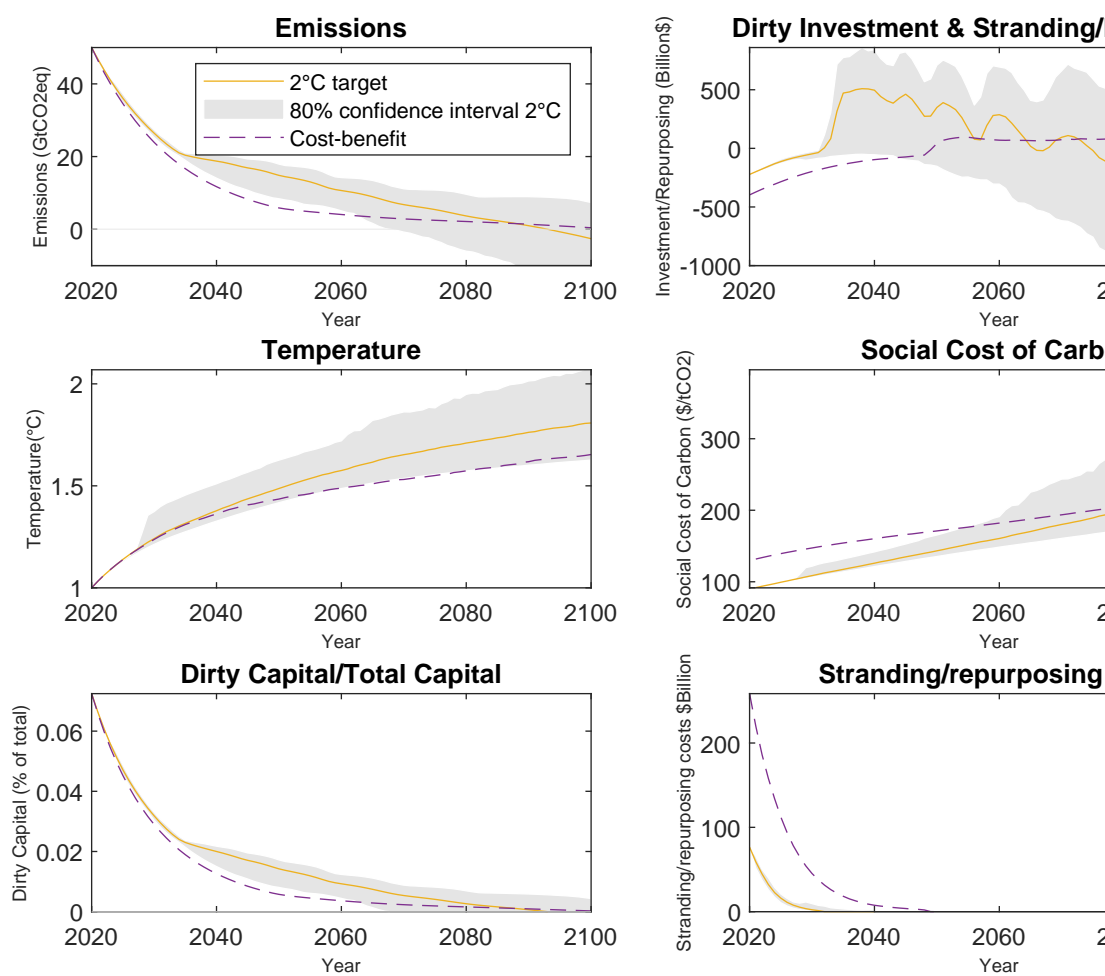 Emissions
Emissions (GtCO2eq)
40
20
0
2°C target
80% confidence interval 2°C
Cost-benefit
2020 2040 2060 2080 2100
Year
Dirty Investment & Stranding/
Investment/Repurposing (Billion$)
500
0
-500
-1000
2020 2040 2060
Year
Temperature
Temperature(°C)
2
1.5
1
2020 2040 2060 2080 2100
Year
Social Cost of Carb
Social Cost of Carbon ($/tCO2)
300
200
100
2020 2040 2060
Year
Dirty Capital/Total Capital
Dirty Capital (% of total)
0.06
0.04
0.02
0
2020 2040 2060 2080 2100
Year
Stranding/repurposing
Stranding/repurposing costs $Billion
200
100
0
2020 2040 2060
Year